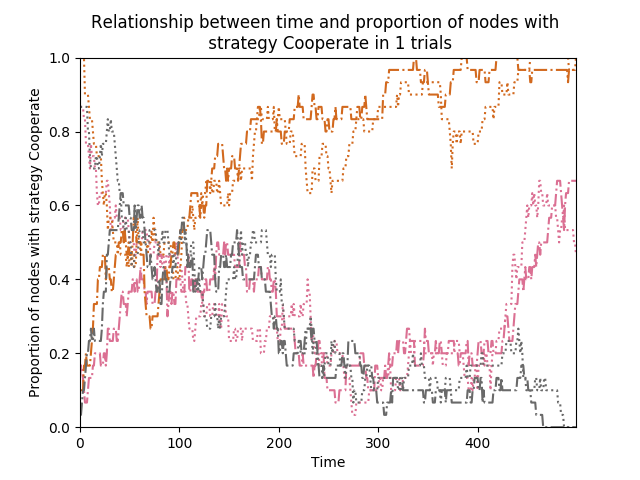 Relationship between time and proportion of nodes with
strategy Cooperate in 1 trials
Proportion of nodes with strategy Cooperate
1.0
0.8
0.6
0.4
0.2
0.0
0 100 200 300 400
Time